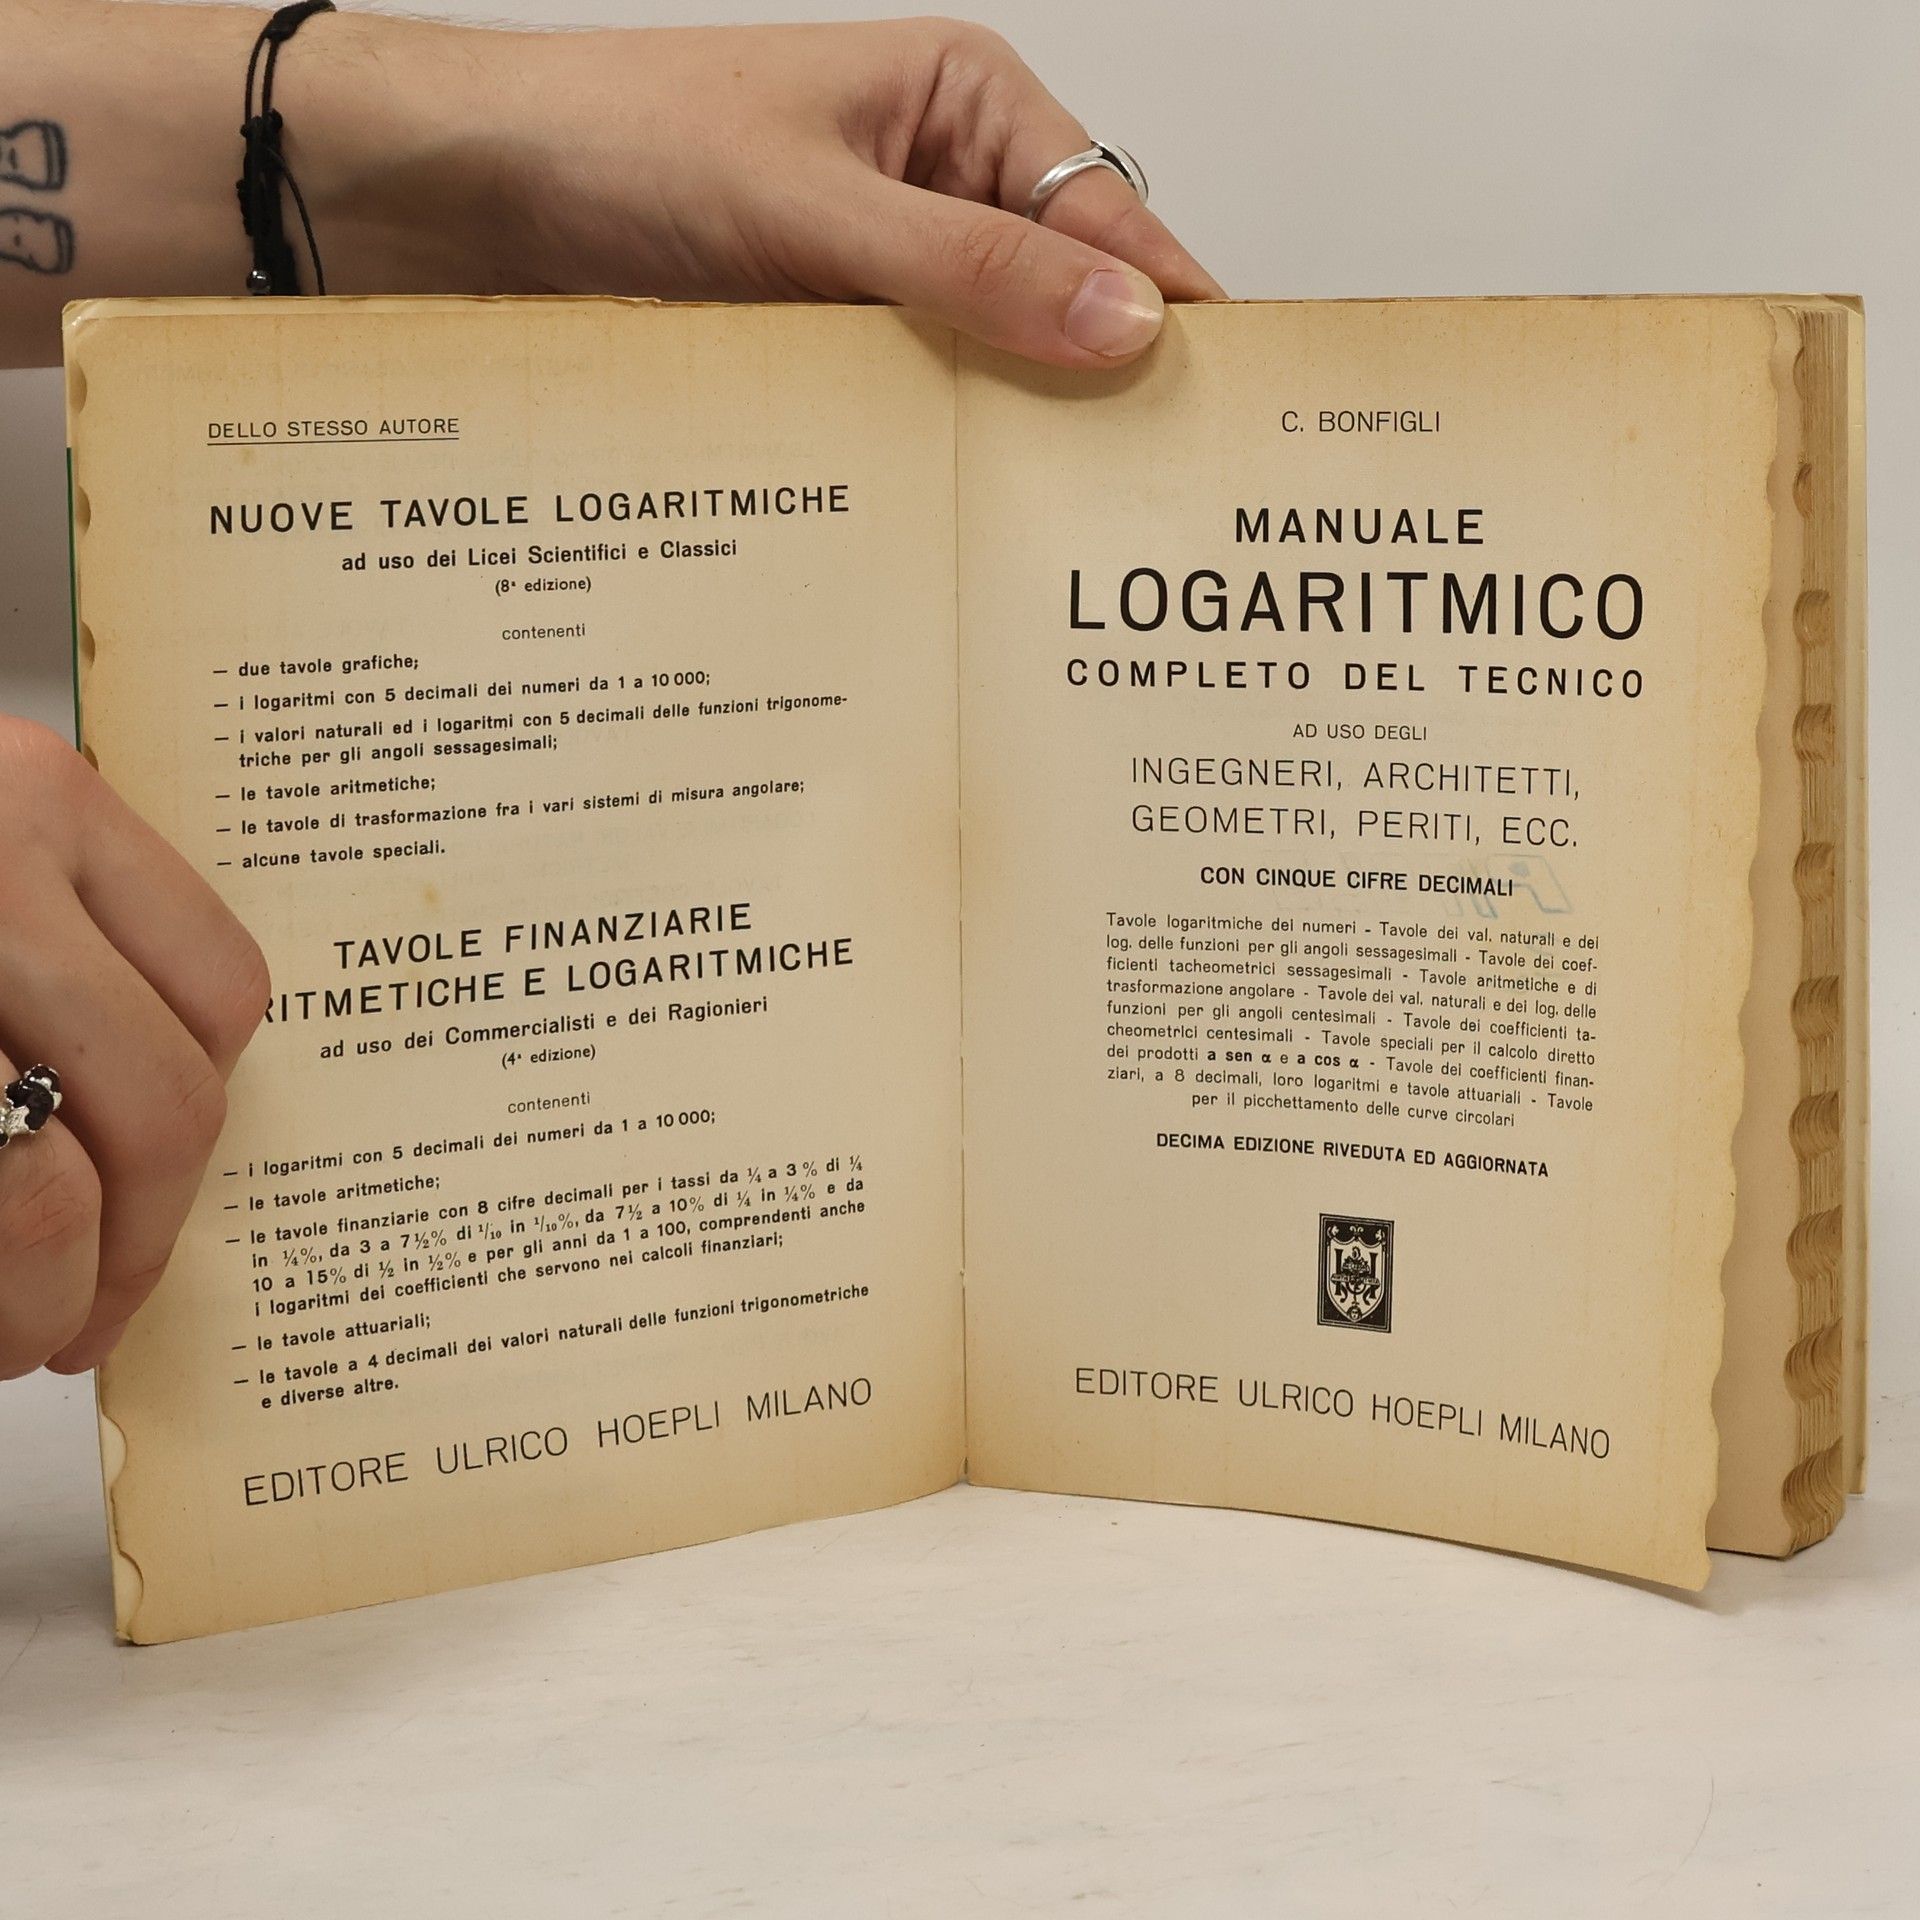 DELLO STESSO AUTORE
NUOVE TAVOLE LOGARITMICHE
ad uso dei Licei Scientifici e Classici
(8ª edizione)
contenenti
— due tavole grafiche;
— i logaritmi con 5 decimali dei numeri da 1 a 10 000;
— i valori naturali ed i logaritmi con 5 decimali delle funzioni trigonome-
triche per gli angoli sessagesimali;
— le tavole aritmetiche;
— le tavole di trasformazione fra i vari sistemi di misura angolare;
— alcune tavole speciali.
TAVOLE FINANZIARIE
RITMETICHE E LOGARITMICHE
ad uso dei Commercialisti e dei Ragionieri
(4ª edizione)
contenenti
— i logaritmi con 5 decimali dei numeri da 1 a 10 000;
— le tavole aritmetiche;
— le tavole finanziarie con 8 cifre decimali per i tassi da ¼ a 3 % di ¼
in ¼%, da 3 a 7½% di 1/10 in 1/10%, da 7½ a 10% di ¼ in ¼% e da
10 a 15% di ½ in ½% e per gli anni da 1 a 100, comprendenti anche
i logaritmi dei coefficienti che servono nei calcoli finanziari;
— le tavole attuariali;
— le tavole a 4 decimali dei valori naturali delle funzioni trigonometriche
e diverse altre.
EDITORE ULRICO HOEPLI MILANO
C. BONFIGLI
MANUALE
LOGARITMICO
COMPLETO DEL TECNICO
AD USO DEGLI
INGEGNERI, ARCHITETTI,
GEOMETRI, PERITI, ECC.
CON CINQUE CIFRE DECIMALI
Tavole logaritmiche dei numeri - Tavole dei val. naturali e dei
log. delle funzioni per gli angoli sessagesimali - Tavole dei coef-
ficienti tacheometrici sessagesimali - Tavole aritmetiche e di
trasformazione angolare - Tavole dei val. naturali e dei log. delle
funzioni per gli angoli centesimali - Tavole dei coefficienti ta-
cheometrici centesimali - Tavole speciali per il calcolo diretto
dei prodotti a sen α e a cos α - Tavole dei coefficienti finan-
ziari, a 8 decimali, loro logaritmi e tavole attuariali - Tavole
per il picchettamento delle curve circolari
DECIMA EDIZIONE RIVEDUTA ED AGGIORNATA
EDITORE ULRICO HOEPLI MILANO